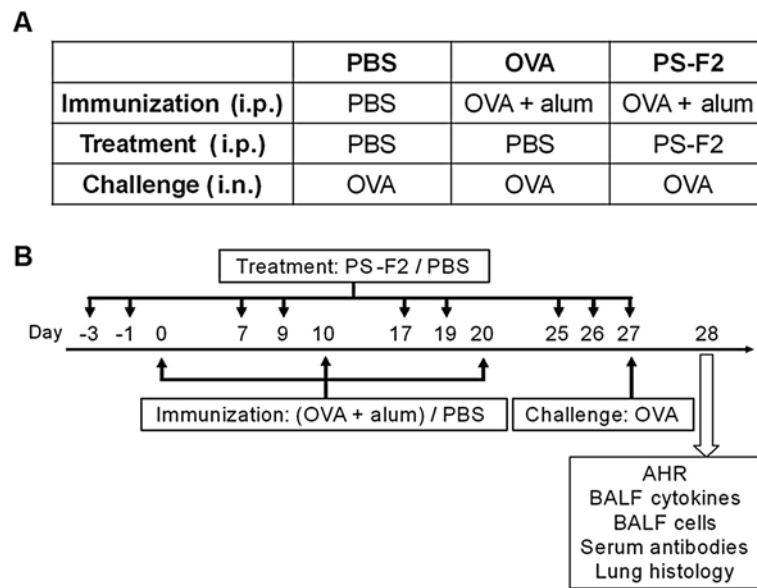 A
PBS OVA PS-F2
Immunization (i.p.) PBS OVA + alum OVA + alum
Treatment (i.p.) PBS PBS PS-F2
Challenge (i.n.) OVA OVA OVA
B
Treatment: PS-F2 / PBS
Day -3 -1 0 7 9 10 17 19 20 25 26 27 28
Immunization: (OVA + alum) / PBS Challenge: OVA
AHR
BALF cytokines
BALF cells
Serum antibodies
Lung histology